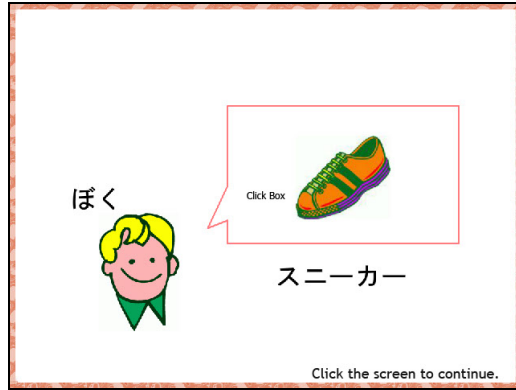 ぼく
Click Box
スニーカー
Click the screen to continue.